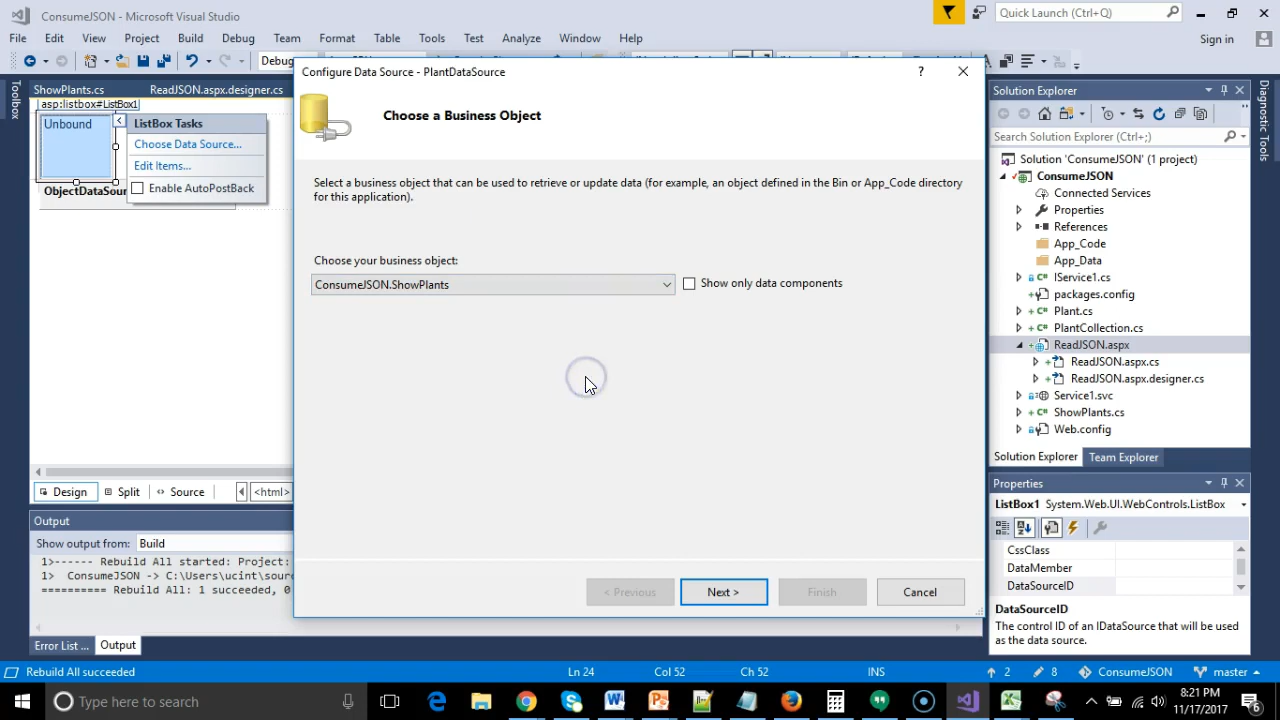 ConsumeJSON - Microsoft Visual Studio
Quick Launch (Ctrl+Q)
File Edit View Project Build Debug Team Format Table Tools Test Analyze Window Help
Sign in
Debug
Toolbox
ShowPlants.cs ReadJSON.aspx.designer.cs
asp:listbox#ListBox1
Unbound
ListBox Tasks
Choose Data Source...
Edit Items...
Enable AutoPostBack
Configure Data Source - PlantDataSource
?
Choose a Business Object
Select a business object that can be used to retrieve or update data (for example, an object defined in the Bin or App_Code directory
for this application).
Choose your business object:
ConsumeJSON.ShowPlants
Show only data components
< Previous
Next >
Finish
Cancel
Design Split Source <html>
Output
Show output from: Build
1>------ Rebuild All started: Project:
1> ConsumeJSON -> C:\Users\ucint\sour
========== Rebuild All: 1 succeeded, 0
Error List ... Output
Solution Explorer
Search Solution Explorer (Ctrl+;)
Solution 'ConsumeJSON' (1 project)
ConsumeJSON
Connected Services
Properties
References
App_Code
App_Data
IService1.cs
packages.config
Plant.cs
PlantCollection.cs
ReadJSON.aspx
ReadJSON.aspx.cs
ReadJSON.aspx.designer.cs
Service1.svc
ShowPlants.cs
Web.config
Solution Explorer Team Explorer
Diagnostic Tools
Properties
ListBox1 System.Web.UI.WebControls.ListBox
CssClass
DataMember
DataSourceID
DataSourceID
The control ID of an IDataSource that will be used
as the data source.
Rebuild All succeeded
Ln 24 Col 52 Ch 52 INS
2 8 ConsumeJSON master
Type here to search
8:21 PM
11/17/2017
6